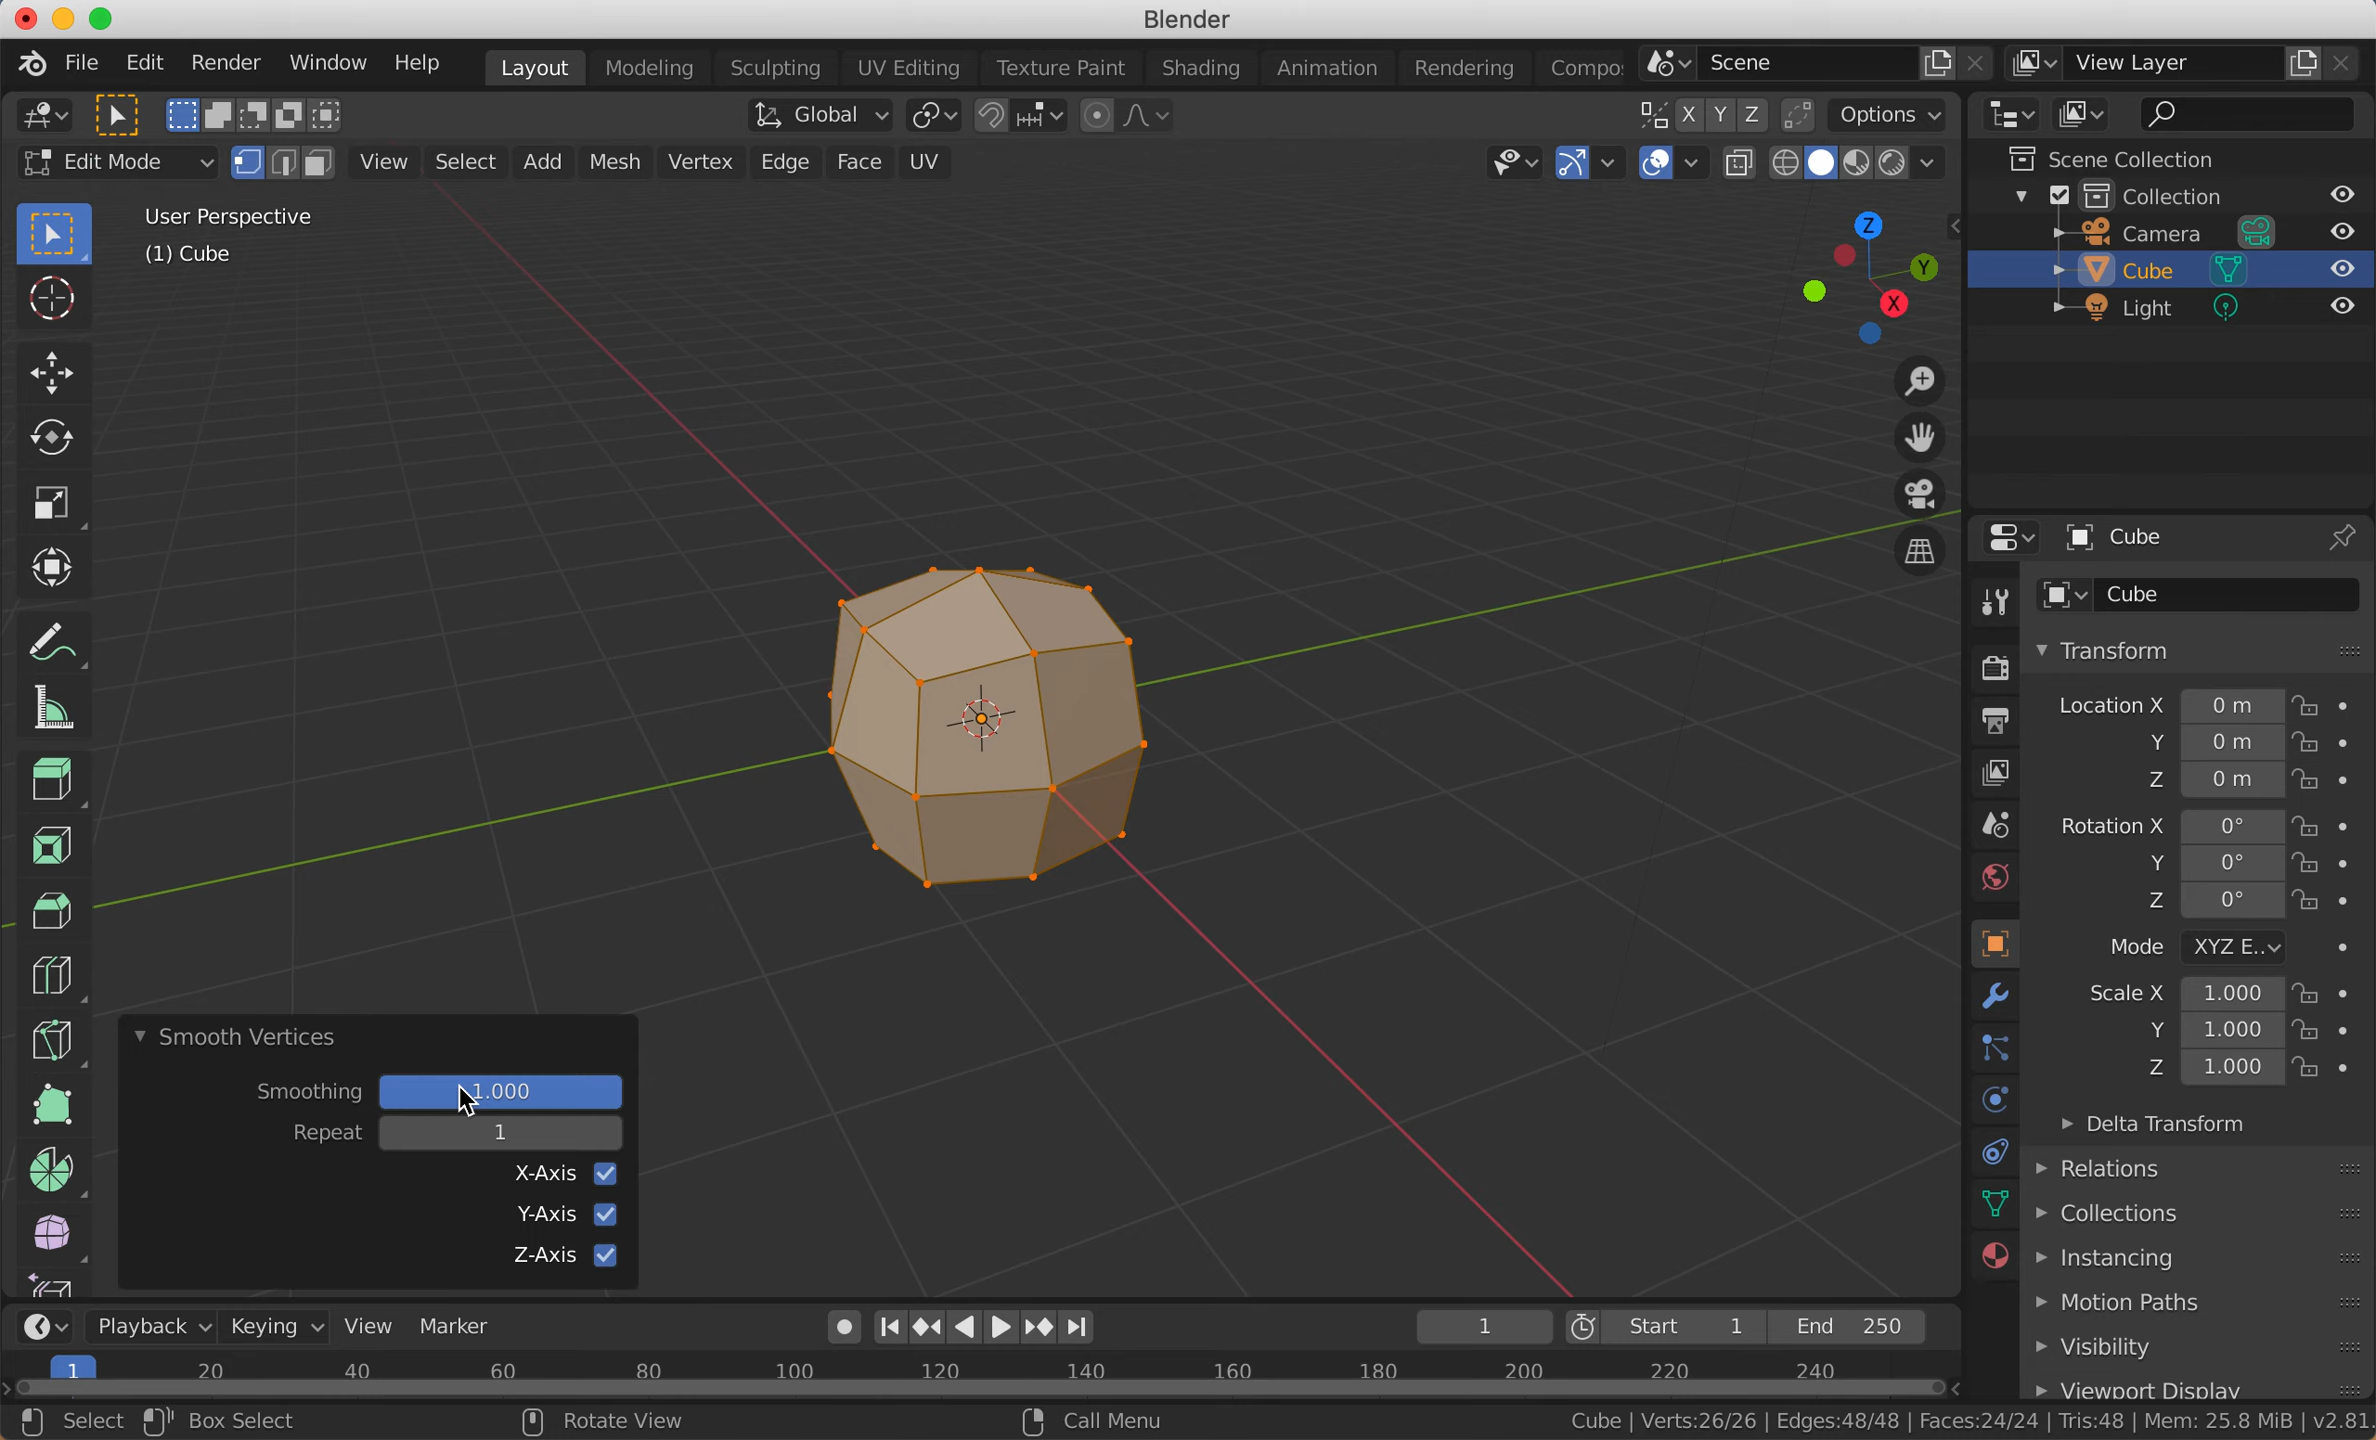 Blender
File Edit Render Window Help Layout Modeling Sculpting UV Editing Texture Paint Shading Animation Rendering Compo Scene View Layer
Global X Y Z Options
Edit Mode View Select Add Mesh Vertex Edge Face UV
User Perspective
(1) Cube
Z
Y
X
Scene Collection
Collection
Camera
Cube
Light
Cube
Cube
Transform
Location X 0 m
Y 0 m
Z 0 m
Rotation X 0°
Y 0°
Z 0°
Mode XYZ E..
Scale X 1.000
Y 1.000
Z 1.000
Delta Transform
Relations
Collections
Instancing
Motion Paths
Visibility
Viewport Display
Smooth Vertices
Smoothing 1.000
Repeat 1
X-Axis
Y-Axis
Z-Axis
Playback Keying View Marker 1 Start 1 End 250
1 20 40 60 80 100 120 140 160 180 200 220 240
Select Box Select Rotate View Call Menu Cube | Verts:26/26 | Edges:48/48 | Faces:24/24 | Tris:48 | Mem: 25.8 MiB | v2.81.